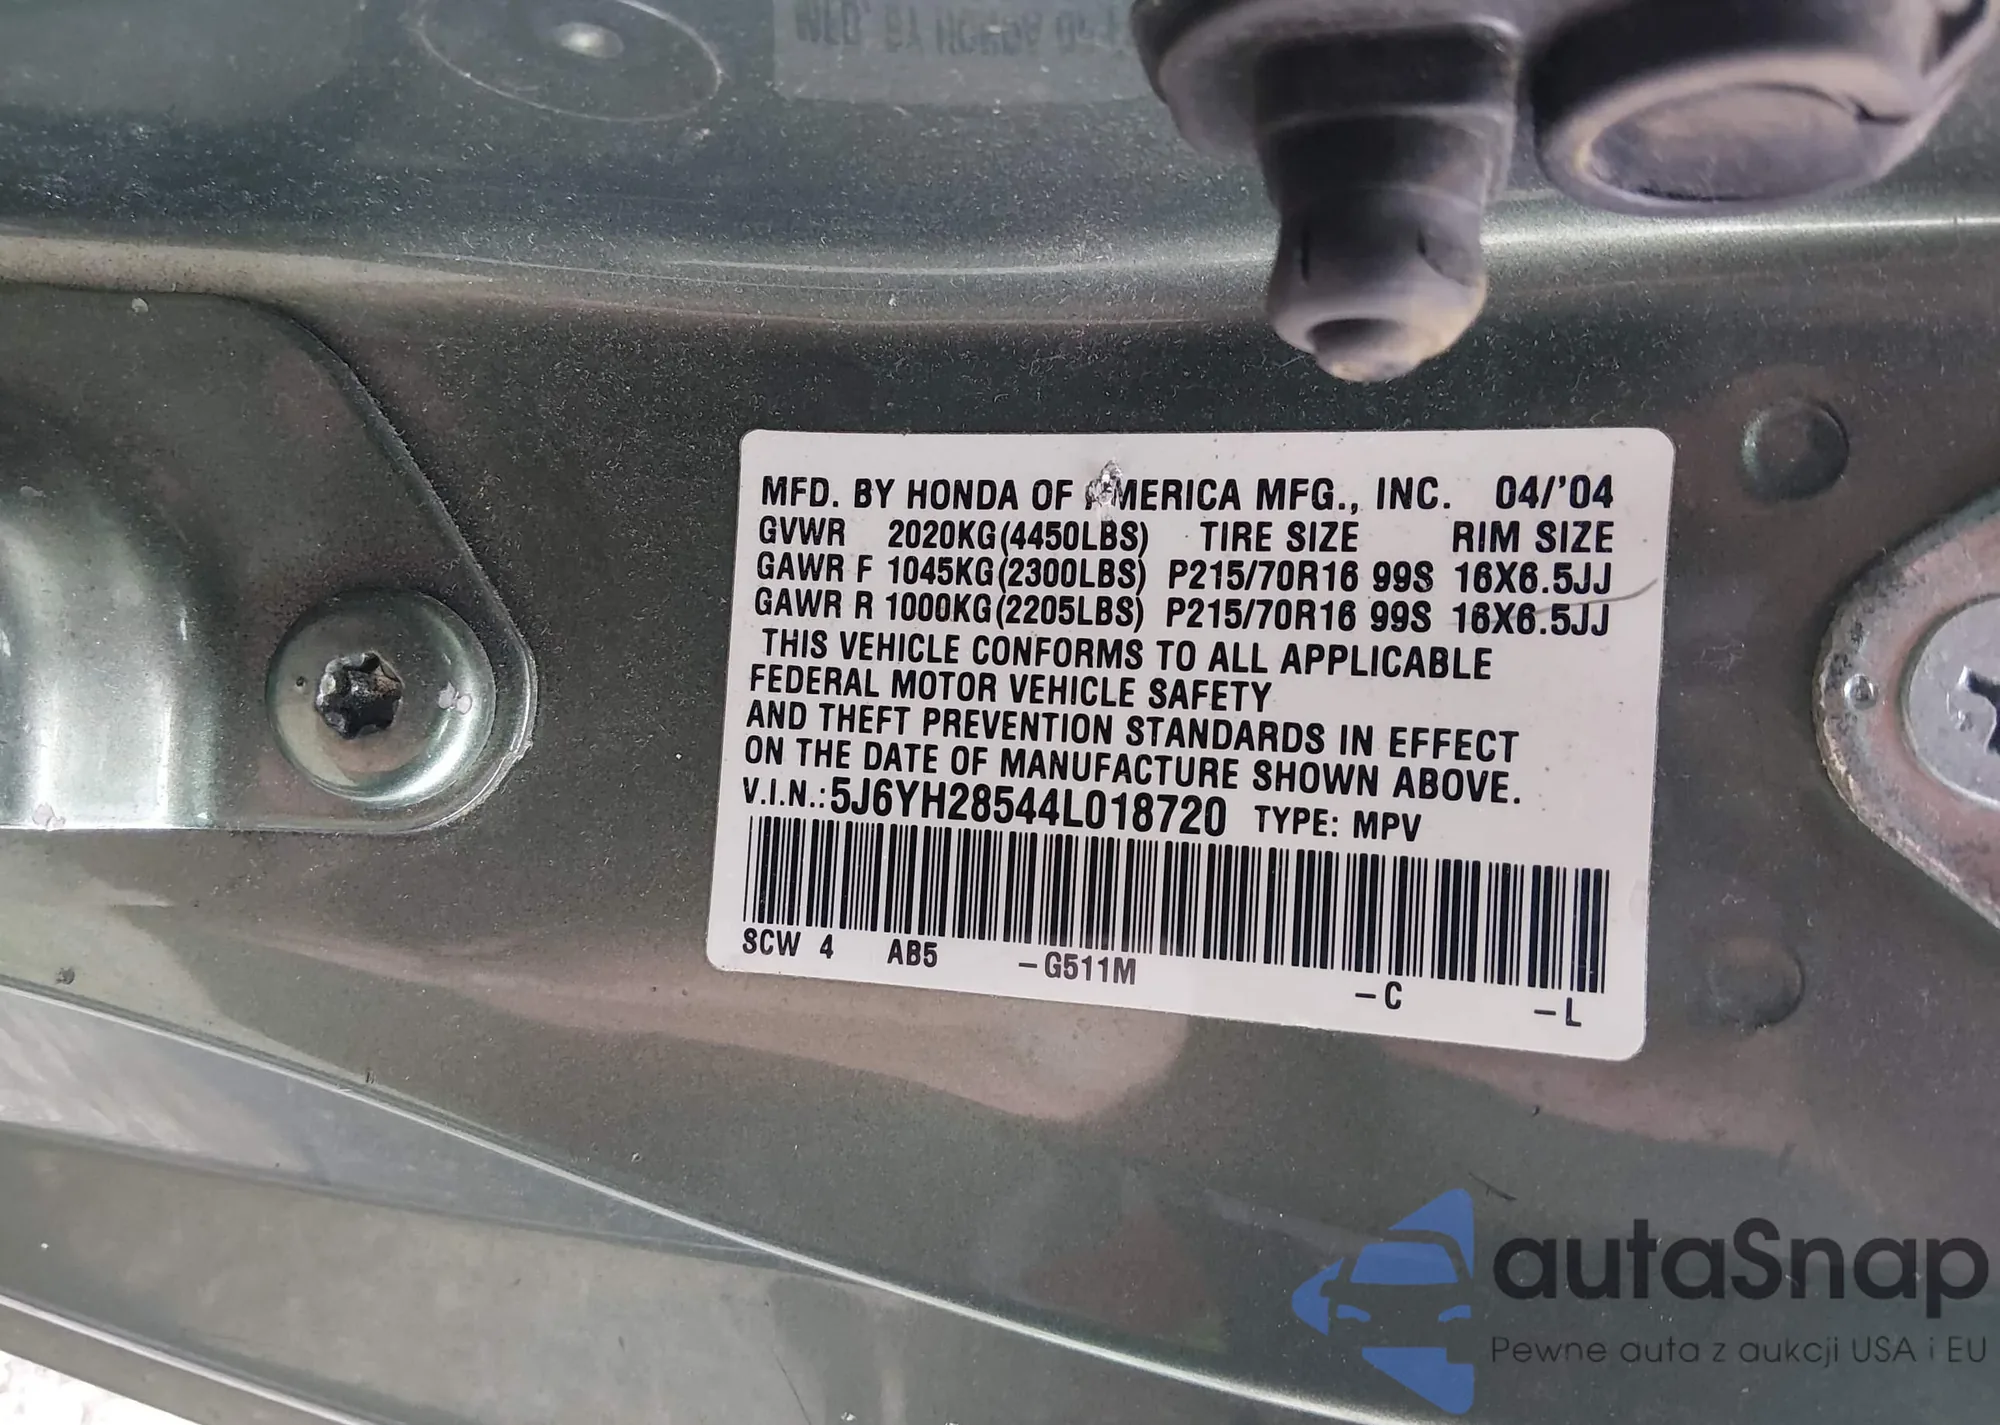 MFD. BY HONDA OF AMERICA MFG., INC. 04/'04
GVWR 2020KG(4450LBS) TIRE SIZE RIM SIZE
GAWR F 1045KG(2300LBS) P215/70R16 99S 16X6.5JJ
GAWR R 1000KG(2205LBS) P215/70R16 99S 16X6.5JJ
THIS VEHICLE CONFORMS TO ALL APPLICABLE
FEDERAL MOTOR VEHICLE SAFETY
AND THEFT PREVENTION STANDARDS IN EFFECT
ON THE DATE OF MANUFACTURE SHOWN ABOVE.
V.I.N.: 5J6YH28544L018720 TYPE: MPV
SCW 4 AB5 -G511M -C -L
autaSnap
Pewne auta z aukcji USA i EU